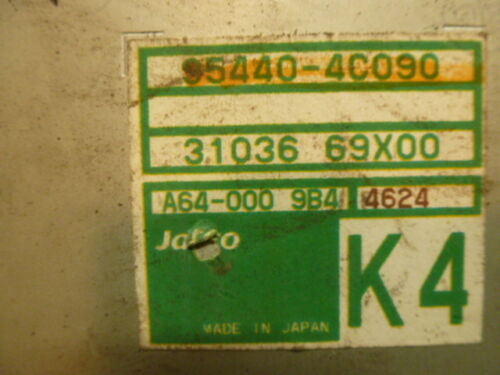 95440-4C090
31036 69X00
A64-000 9B4 4624
Jatco
K4
MADE IN JAPAN